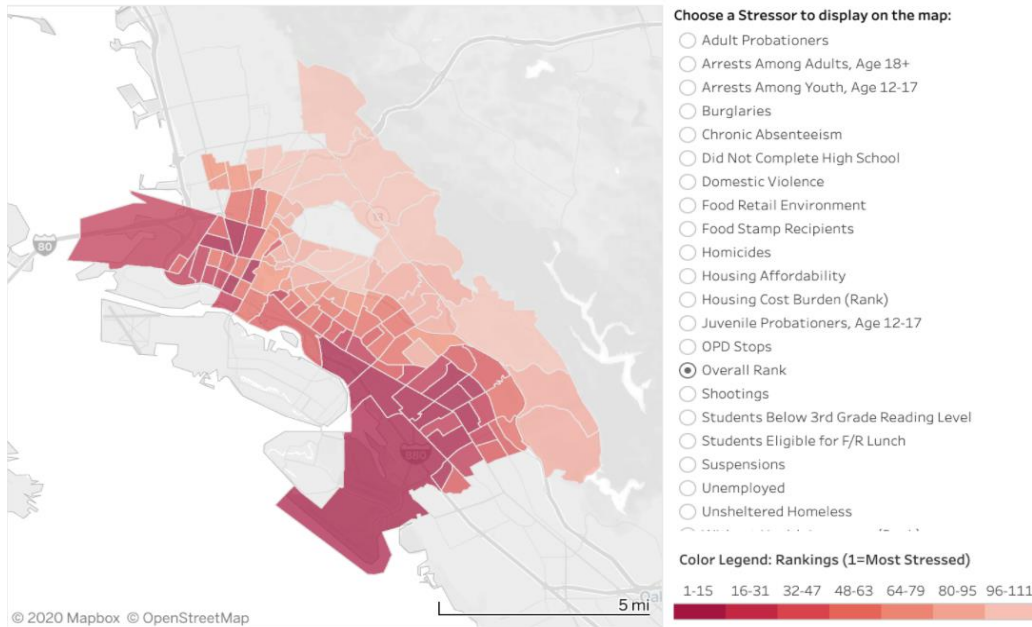 Choose a Stressor to display on the map:
Adult Probationers
Arrests Among Adults, Age 18+
Arrests Among Youth, Age 12-17
Burglaries
Chronic Absenteeism
Did Not Complete High School
Domestic Violence
Food Retail Environment
Food Stamp Recipients
Homicides
Housing Affordability
Housing Cost Burden (Rank)
Juvenile Probationers, Age 12-17
OPD Stops
Overall Rank
Shootings
Students Below 3rd Grade Reading Level
Students Eligible for F/R Lunch
Suspensions
Unemployed
Unsheltered Homeless
Color Legend: Rankings (1=Most Stressed)
1-15 16-31 32-47 48-63 64-79 80-95 96-111
80
13
880
5 mi
© 2020 Mapbox © OpenStreetMap